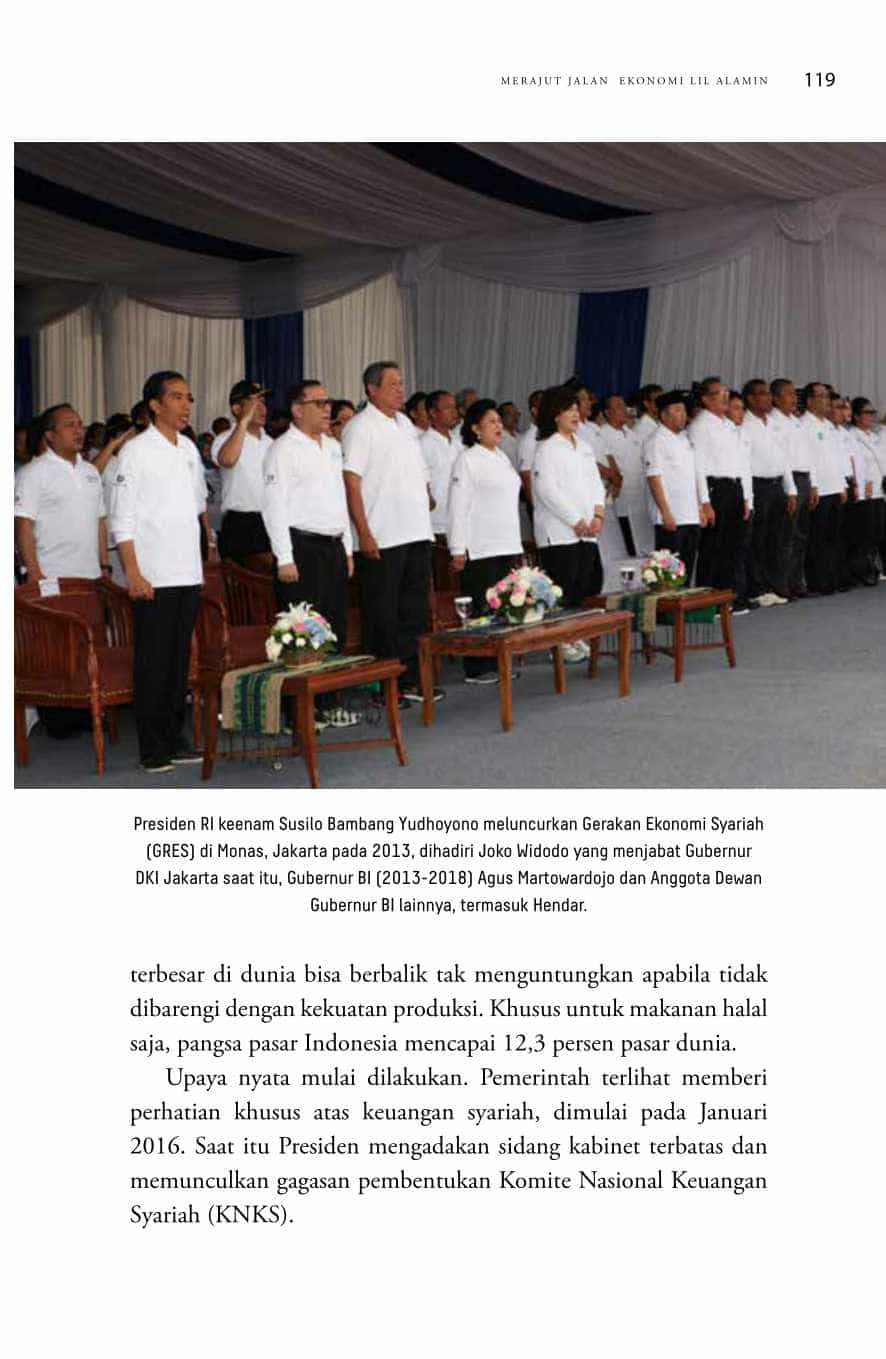 MERAJUT JALAN EKONOMI LIL ALAMIN 119
Presiden RI keenam Susilo Bambang Yudhoyono meluncurkan Gerakan Ekonomi Syariah
(GRES) di Monas, Jakarta pada 2013, dihadiri Joko Widodo yang menjabat Gubernur
DKI Jakarta saat itu, Gubernur BI (2013-2018) Agus Martowardojo dan Anggota Dewan
Gubernur BI lainnya, termasuk Hendar.
terbesar di dunia bisa berbalik tak menguntungkan apabila tidak
dibarengi dengan kekuatan produksi. Khusus untuk makanan halal
saja, pangsa pasar Indonesia mencapai 12,3 persen pasar dunia.
Upaya nyata mulai dilakukan. Pemerintah terlihat memberi
perhatian khusus atas keuangan syariah, dimulai pada Januari
2016. Saat itu Presiden mengadakan sidang kabinet terbatas dan
memunculkan gagasan pembentukan Komite Nasional Keuangan
Syariah (KNKS).